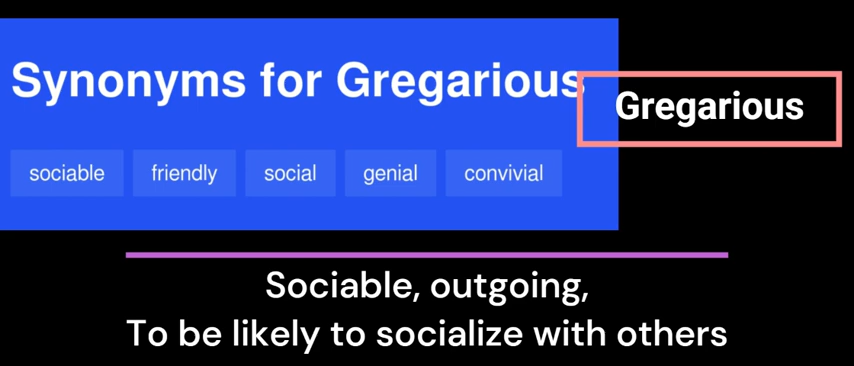 Synonyms for Gregarious
Gregarious
sociable friendly social genial convivial
Sociable, outgoing,
To be likely to socialize with others